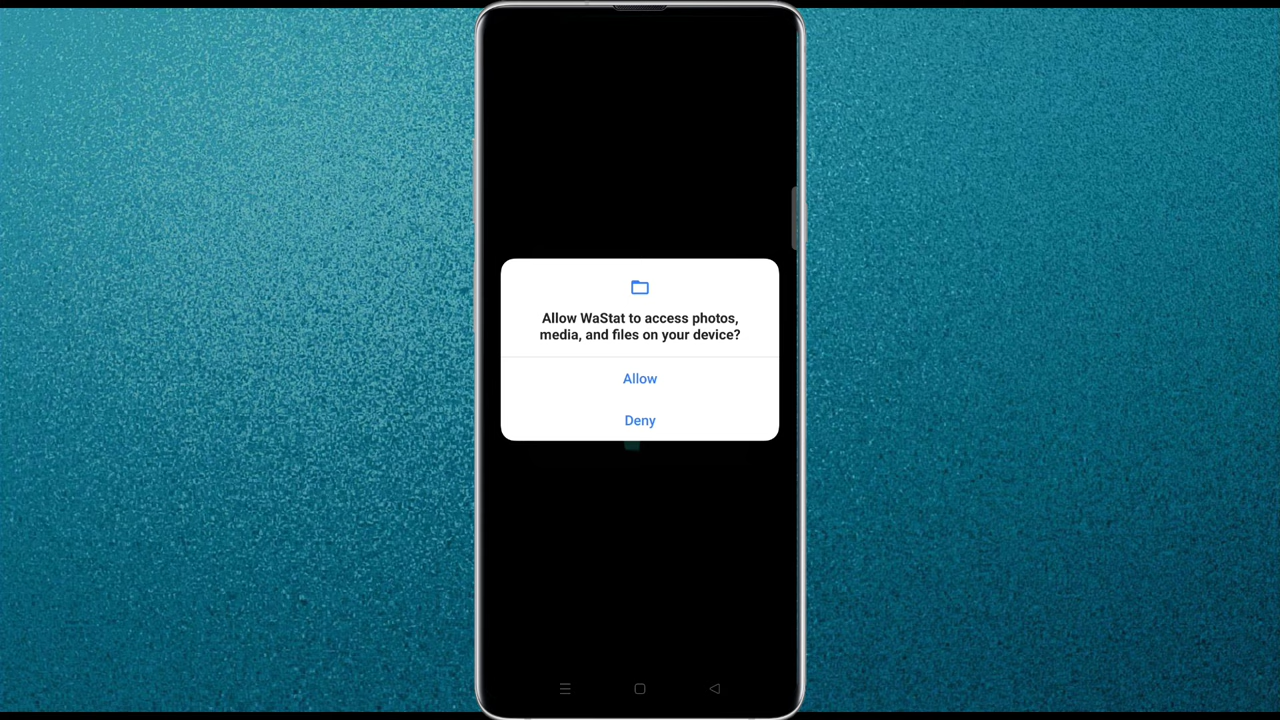 Allow WaStat to access photos,
media, and files on your device?
Allow
Deny